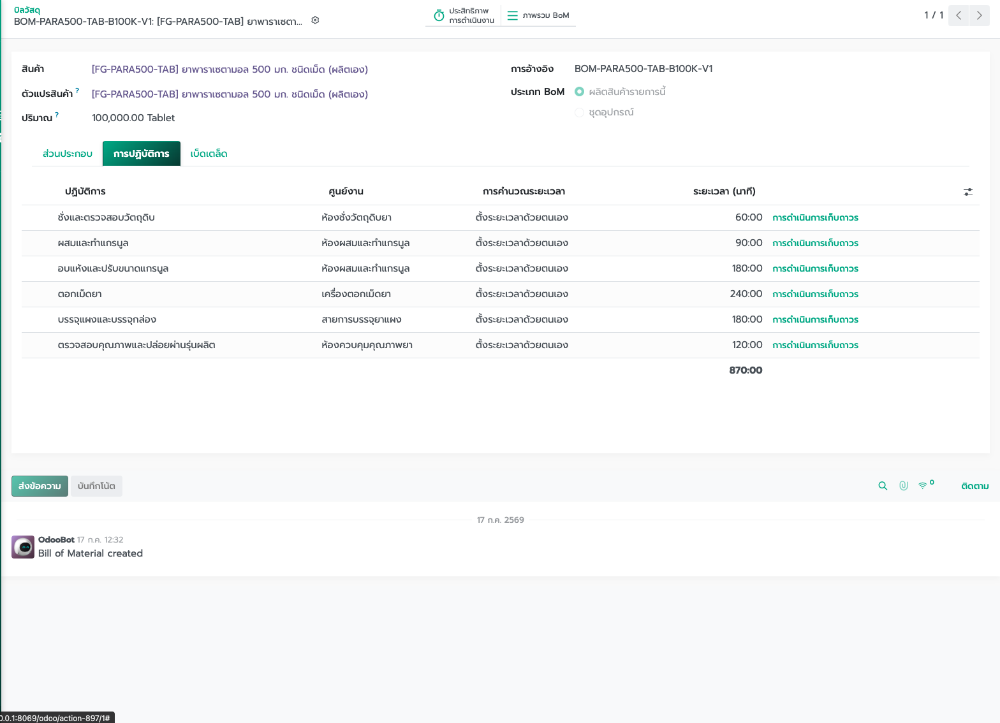 บิลวัสดุ
BOM-PARA500-TAB-B100K-V1: [FG-PARA500-TAB] ยาพาราเซตา...
ประสิทธิภาพ
การดำเนินงาน
ภาพรวม BoM
1 / 1
สินค้า
[FG-PARA500-TAB] ยาพาราเซตามอล 500 มก. ชนิดเม็ด (ผลิตเอง)
การอ้างอิง
BOM-PARA500-TAB-B100K-V1
ตัวแปรสินค้า ?
[FG-PARA500-TAB] ยาพาราเซตามอล 500 มก. ชนิดเม็ด (ผลิตเอง)
ประเภท BoM
ผลิตสินค้ารายการนี้
ชุดอุปกรณ์
ปริมาณ ?
100,000.00 Tablet
ส่วนประกอบ
การปฏิบัติการ
เบ็ดเตล็ด
ปฏิบัติการ ศูนย์งาน การคำนวณระยะเวลา ระยะเวลา (นาที)
ชั่งและตรวจสอบวัตถุดิบ ห้องชั่งวัตถุดิบยา ตั้งระยะเวลาด้วยตนเอง 60:00 การดำเนินการเก็บถาวร
ผสมและทำแกรนูล ห้องผสมและทำแกรนูล ตั้งระยะเวลาด้วยตนเอง 90:00 การดำเนินการเก็บถาวร
อบแห้งและปรับขนาดแกรนูล ห้องผสมและทำแกรนูล ตั้งระยะเวลาด้วยตนเอง 180:00 การดำเนินการเก็บถาวร
ตอกเม็ดยา เครื่องตอกเม็ดยา ตั้งระยะเวลาด้วยตนเอง 240:00 การดำเนินการเก็บถาวร
บรรจุแผงและบรรจุกล่อง สายการบรรจุยาแผง ตั้งระยะเวลาด้วยตนเอง 180:00 การดำเนินการเก็บถาวร
ตรวจสอบคุณภาพและปล่อยผ่านรุ่นผลิต ห้องควบคุมคุณภาพยา ตั้งระยะเวลาด้วยตนเอง 120:00 การดำเนินการเก็บถาวร
870:00
ส่งข้อความ
บันทึกโน้ต
0
ติดตาม
17 ก.ค. 2569
OdooBot 17 ก.ค. 12:32
Bill of Material created
0.0.1:8069/odoo/action-897/1#